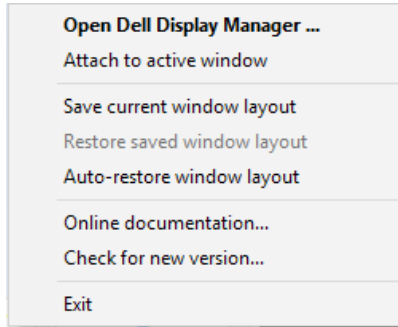 Open Dell Display Manager ...
Attach to active window
Save current window layout
Restore saved window layout
Auto-restore window layout
Online documentation...
Check for new version...
Exit